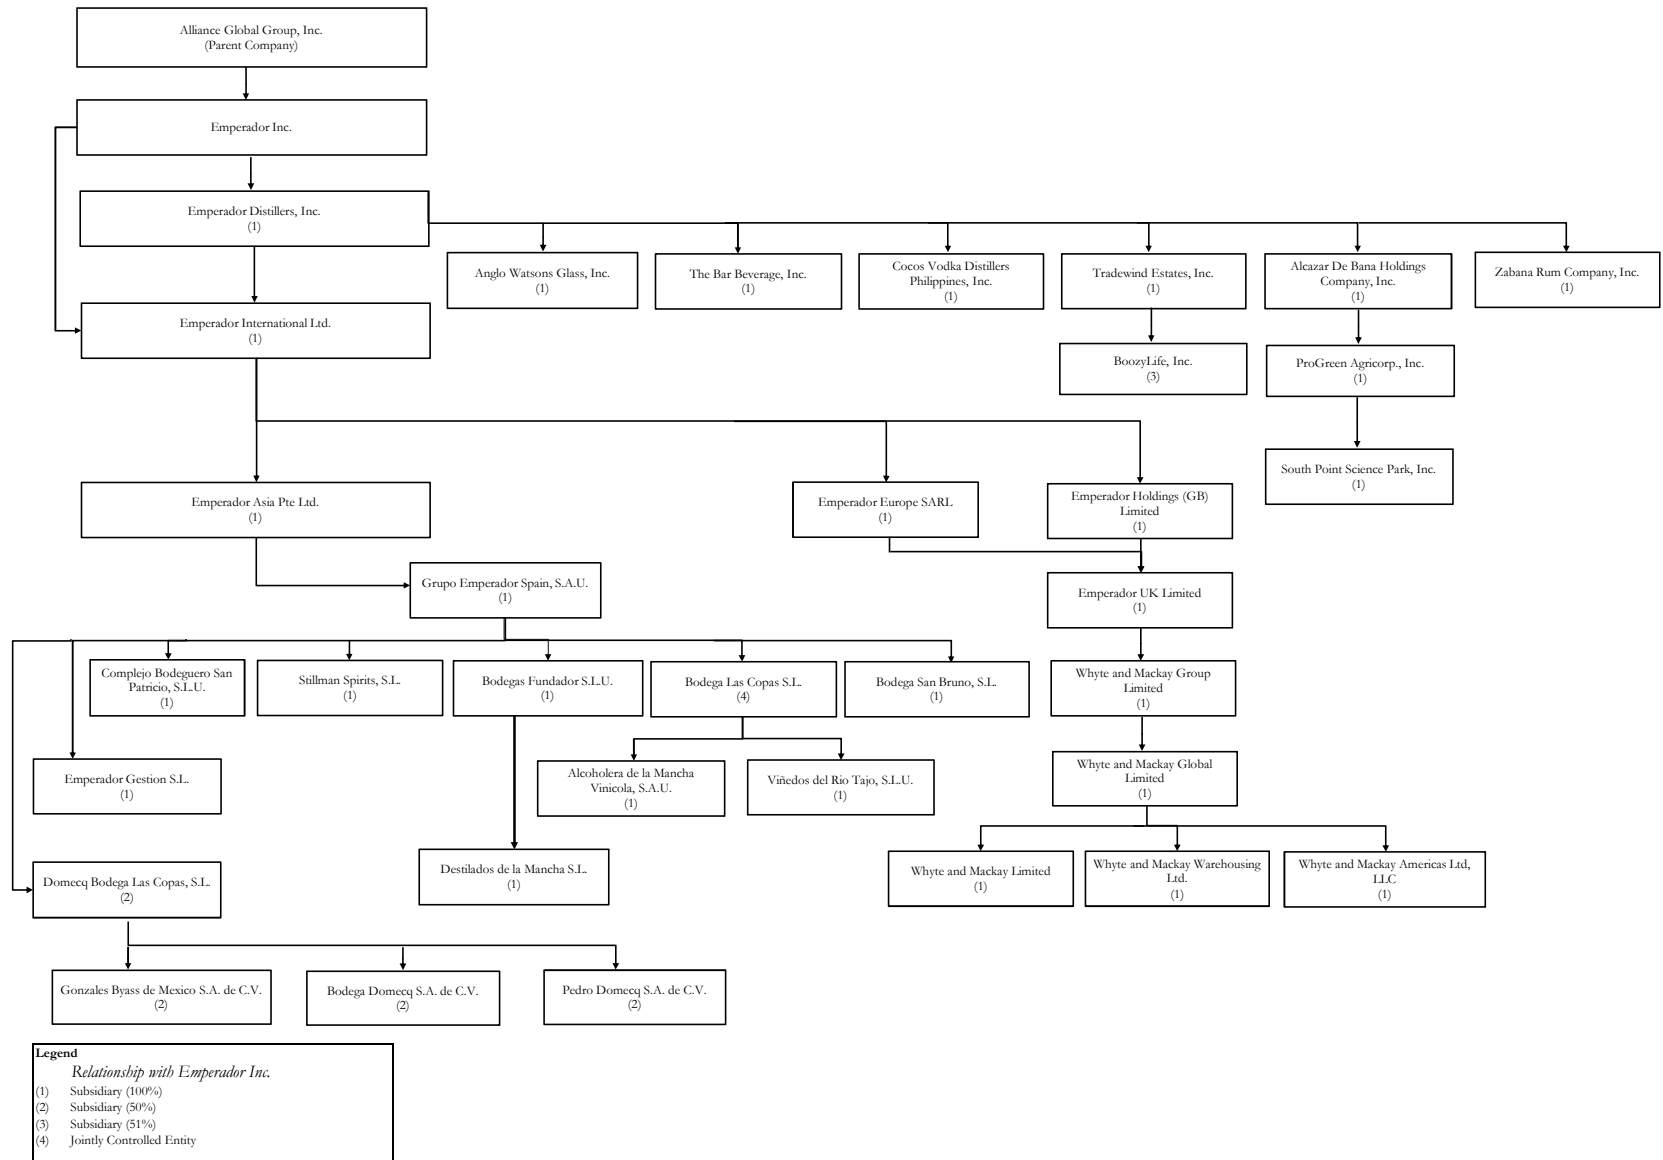 Alliance Global Group, Inc.
(Parent Company)
Emperador Inc.
Emperador Distillers, Inc.
(1)
Anglo Watsons Glass, Inc.
(1)
The Bar Beverage, Inc.
(1)
Cocos Vodka Distillers
Philippines, Inc.
(1)
Tradewind Estates, Inc.
(1)
Alcazar De Bana Holdings
Company, Inc.
(1)
Zabana Rum Company, Inc.
(1)
Emperador International Ltd.
(1)
BoozyLife, Inc.
(3)
ProGreen Agricorp., Inc.
(1)
South Point Science Park, Inc.
(1)
Emperador Asia Pte Ltd.
(1)
Emperador Europe SARL
(1)
Emperador Holdings (GB)
Limited
(1)
Grupo Emperador Spain, S.A.U.
(1)
Emperador UK Limited
(1)
Complejo Bodeguero San
Patricio, S.L.U.
(1)
Stillman Spirits, S.L.
(1)
Bodegas Fundador S.L.U.
(1)
Bodega Las Copas S.L.
(4)
Bodega San Bruno, S.L.
(1)
Whyte and Mackay Group
Limited
(1)
Emperador Gestion S.L.
(1)
Alcoholera de la Mancha
Vinicola, S.A.U.
(1)
Viñedos del Rio Tajo, S.L.U.
(1)
Whyte and Mackay Global
Limited
(1)
Domecq Bodega Las Copas, S.L.
(2)
Destilados de la Mancha S.L.
(1)
Whyte and Mackay Limited
(1)
Whyte and Mackay Warehousing
Ltd.
(1)
Whyte and Mackay Americas Ltd,
LLC
(1)
Gonzales Byass de Mexico S.A. de C.V.
(2)
Bodega Domecq S.A. de C.V.
(2)
Pedro Domecq S.A. de C.V.
(2)
Legend
Relationship with Emperador Inc.
(1) Subsidiary (100%)
(2) Subsidiary (50%)
(3) Subsidiary (51%)
(4) Jointly Controlled Entity